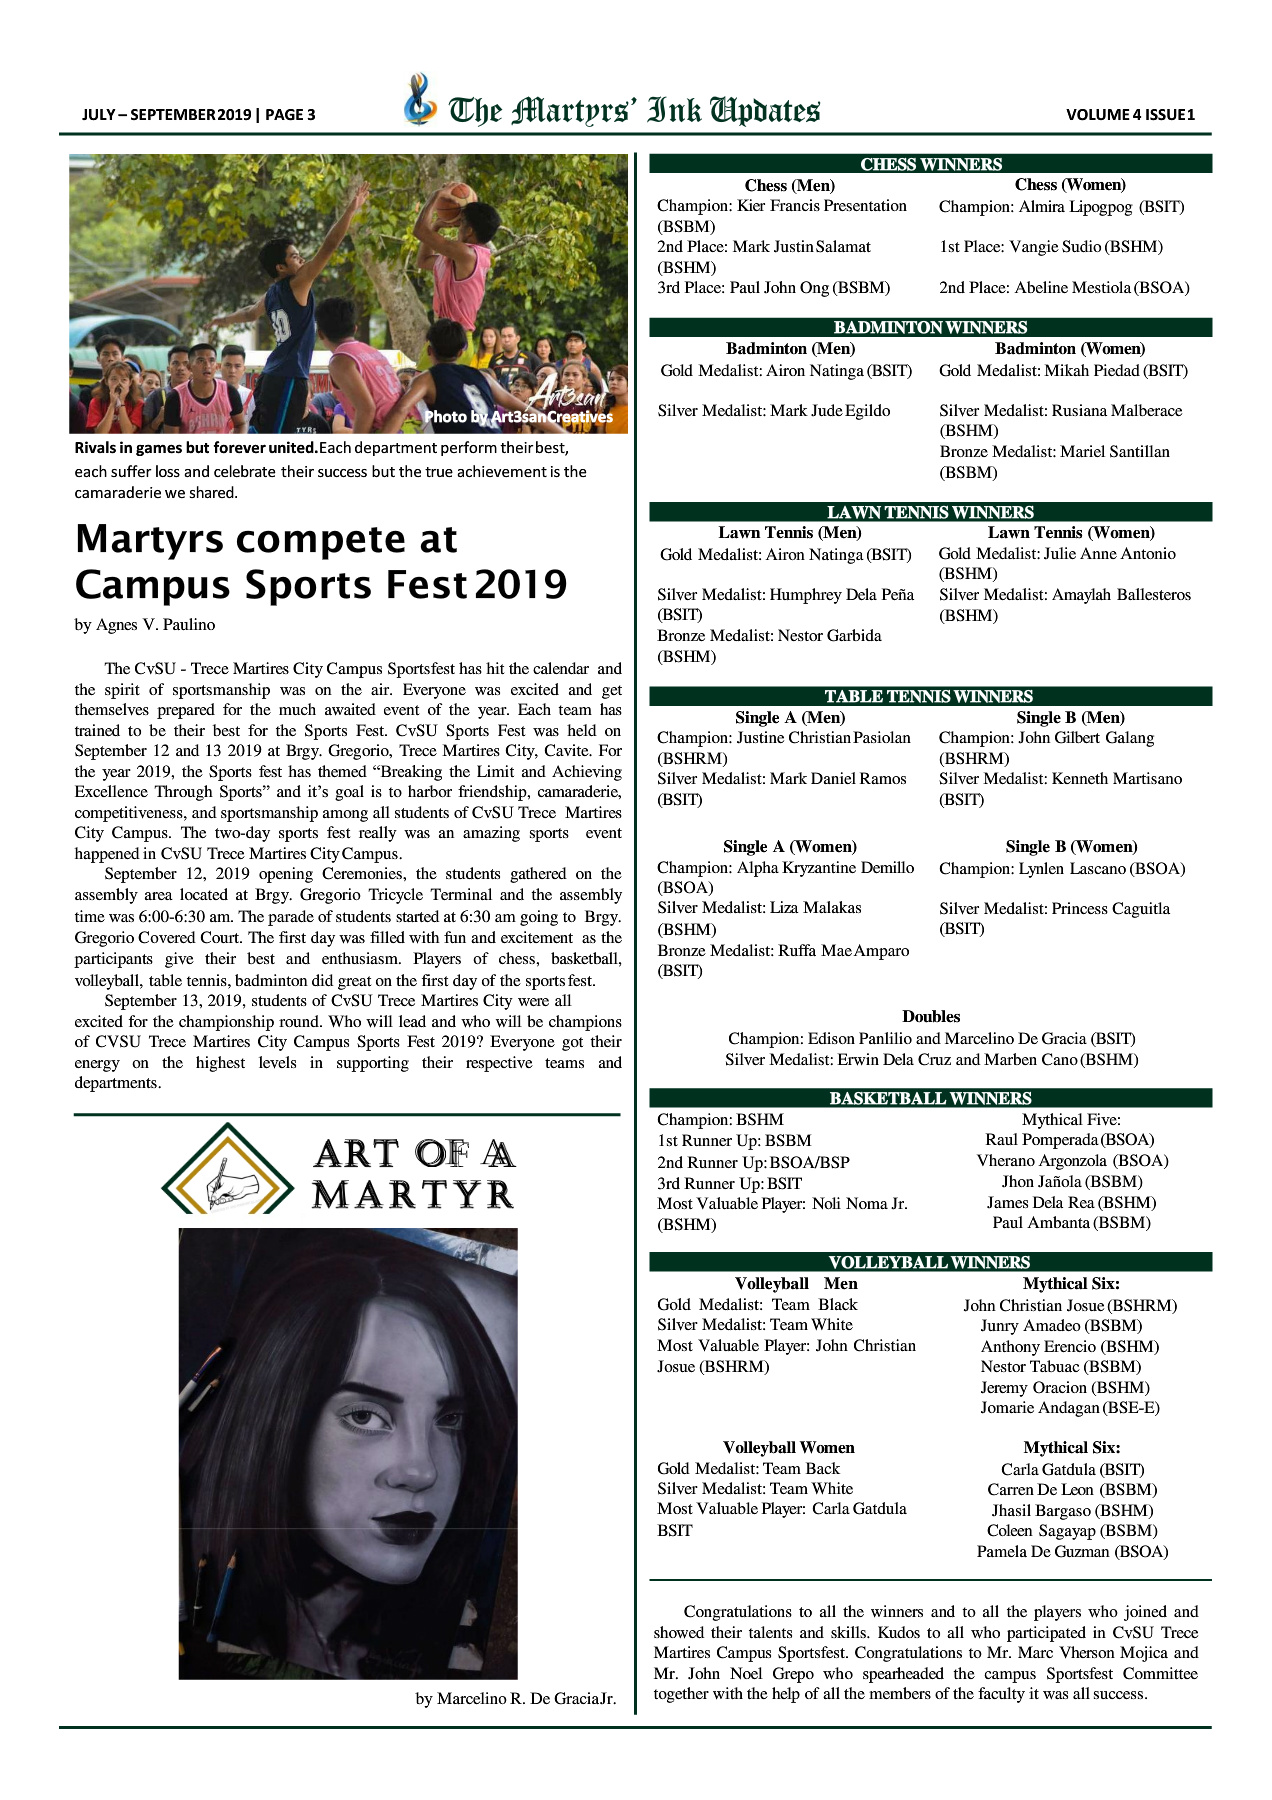 JULY – SEPTEMBER 2019 | PAGE 3
The Martyrs' Ink Updates
VOLUME 4 ISSUE 1
Art3san
Photo by Art3sanCreatives
Rivals in games but forever united. Each department perform their best,
each suffer loss and celebrate their success but the true achievement is the
camaraderie we shared.
Martyrs compete at
Campus Sports Fest 2019
by Agnes V. Paulino
The CvSU - Trece Martires City Campus Sportsfest has hit the calendar and
the spirit of sportsmanship was on the air. Everyone was excited and get
themselves prepared for the much awaited event of the year. Each team has
trained to be their best for the Sports Fest. CvSU Sports Fest was held on
September 12 and 13 2019 at Brgy. Gregorio, Trece Martires City, Cavite. For
the year 2019, the Sports fest has themed “Breaking the Limit and Achieving
Excellence Through Sports” and it’s goal is to harbor friendship, camaraderie,
competitiveness, and sportsmanship among all students of CvSU Trece Martires
City Campus. The two-day sports fest really was an amazing sports event
happened in CvSU Trece Martires City Campus.
September 12, 2019 opening Ceremonies, the students gathered on the
assembly area located at Brgy. Gregorio Tricycle Terminal and the assembly
time was 6:00-6:30 am. The parade of students started at 6:30 am going to Brgy.
Gregorio Covered Court. The first day was filled with fun and excitement as the
participants give their best and enthusiasm. Players of chess, basketball,
volleyball, table tennis, badminton did great on the first day of the sports fest.
September 13, 2019, students of CvSU Trece Martires City were all
excited for the championship round. Who will lead and who will be champions
of CVSU Trece Martires City Campus Sports Fest 2019? Everyone got their
energy on the highest levels in supporting their respective teams and
departments.
ART OF A
MARTYR
by Marcelino R. De Gracia Jr.
CHESS WINNERS
Chess (Men)
Champion: Kier Francis Presentation
(BSBM)
2nd Place: Mark Justin Salamat
(BSHM)
3rd Place: Paul John Ong (BSBM)
Chess (Women)
Champion: Almira Lipogpog (BSIT)
1st Place: Vangie Sudio (BSHM)
2nd Place: Abeline Mestiola (BSOA)
BADMINTON WINNERS
Badminton (Men)
Gold Medalist: Airon Natinga (BSIT)
Silver Medalist: Mark Jude Egildo
Badminton (Women)
Gold Medalist: Mikah Piedad (BSIT)
Silver Medalist: Rusiana Malberace
(BSHM)
Bronze Medalist: Mariel Santillan
(BSBM)
LAWN TENNIS WINNERS
Lawn Tennis (Men)
Gold Medalist: Airon Natinga (BSIT)
Silver Medalist: Humphrey Dela Peña
(BSIT)
Bronze Medalist: Nestor Garbida
(BSHM)
Lawn Tennis (Women)
Gold Medalist: Julie Anne Antonio
(BSHM)
Silver Medalist: Amaylah Ballesteros
(BSHM)
TABLE TENNIS WINNERS
Single A (Men)
Champion: Justine Christian Pasiolan
(BSHRM)
Silver Medalist: Mark Daniel Ramos
(BSIT)
Single B (Men)
Champion: John Gilbert Galang
(BSHRM)
Silver Medalist: Kenneth Martisano
(BSIT)
Single A (Women)
Champion: Alpha Kryzantine Demillo
(BSOA)
Silver Medalist: Liza Malakas
(BSHM)
Bronze Medalist: Ruffa Mae Amparo
(BSIT)
Single B (Women)
Champion: Lynlen Lascano (BSOA)
Silver Medalist: Princess Caguitla
(BSIT)
Doubles
Champion: Edison Panlilio and Marcelino De Gracia (BSIT)
Silver Medalist: Erwin Dela Cruz and Marben Cano (BSHM)
BASKETBALL WINNERS
Champion: BSHM
1st Runner Up: BSBM
2nd Runner Up: BSOA/BSP
3rd Runner Up: BSIT
Most Valuable Player: Noli Noma Jr.
(BSHM)
Mythical Five:
Raul Pomperada (BSOA)
Vherano Argonzola (BSOA)
Jhon Jañola (BSBM)
James Dela Rea (BSHM)
Paul Ambanta (BSBM)
VOLLEYBALL WINNERS
Volleyball Men
Gold Medalist: Team Black
Silver Medalist: Team White
Most Valuable Player: John Christian
Josue (BSHRM)
Mythical Six:
John Christian Josue (BSHRM)
Junry Amadeo (BSBM)
Anthony Erencio (BSHM)
Nestor Tabuac (BSBM)
Jeremy Oracion (BSHM)
Jomarie Andagan (BSE-E)
Volleyball Women
Gold Medalist: Team Back
Silver Medalist: Team White
Most Valuable Player: Carla Gatdula
BSIT
Mythical Six:
Carla Gatdula (BSIT)
Carren De Leon (BSBM)
Jhasil Bargaso (BSHM)
Coleen Sagayap (BSBM)
Pamela De Guzman (BSOA)
Congratulations to all the winners and to all the players who joined and
showed their talents and skills. Kudos to all who participated in CvSU Trece
Martires Campus Sportsfest. Congratulations to Mr. Marc Vherson Mojica and
Mr. John Noel Grepo who spearheaded the campus Sportsfest Committee
together with the help of all the members of the faculty it was all success.